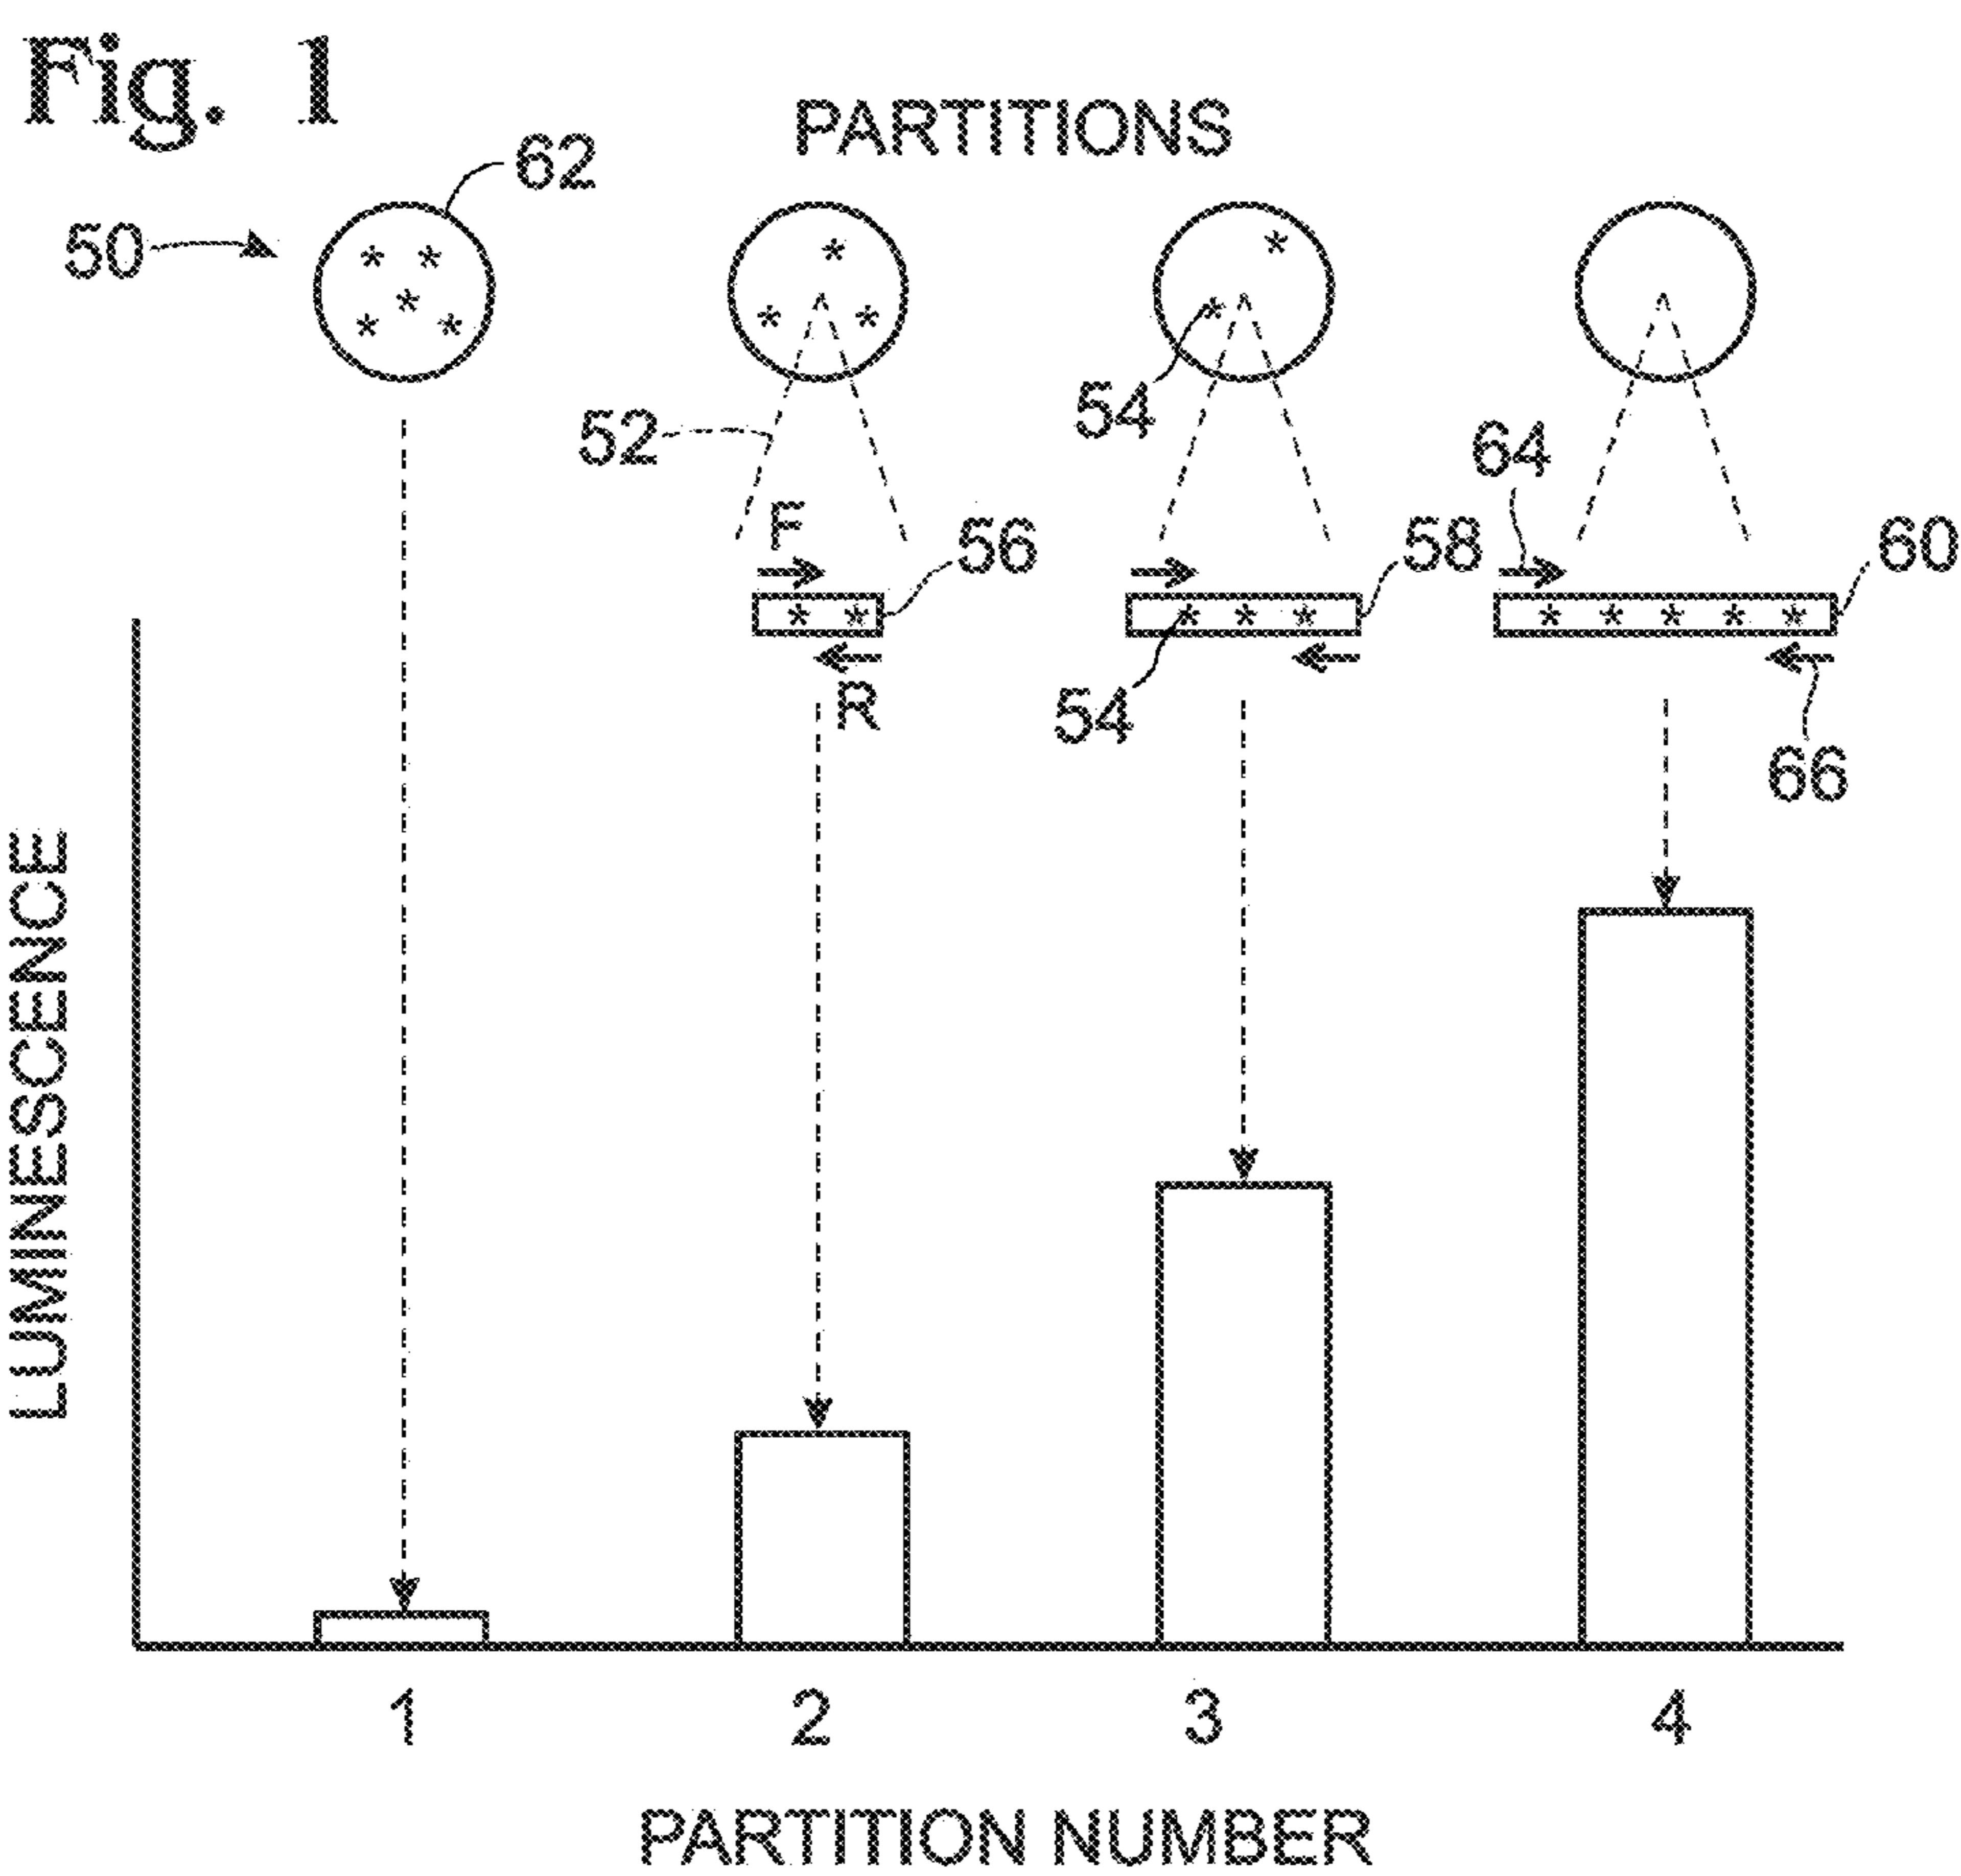 Fig. 1
PARTITIONS
62
50
52
54
64
F
56
58
60
R
54
66
LUMINESCENCE
1 2 3 4
PARTITION NUMBER